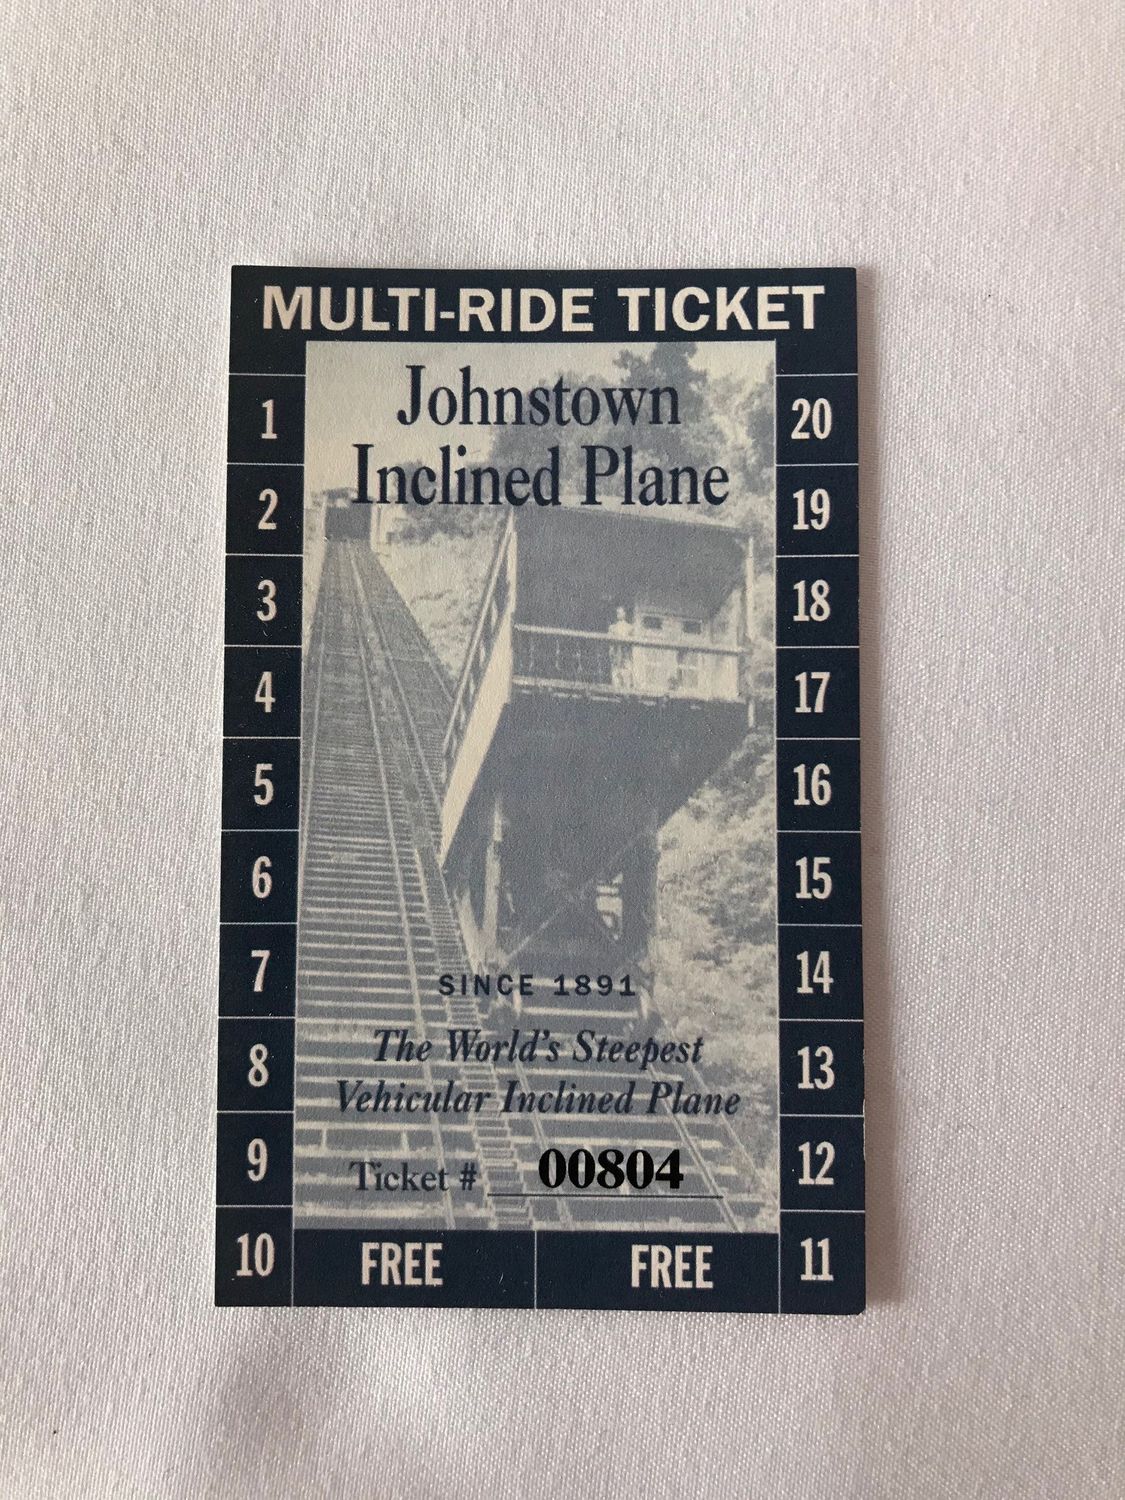 MULTI-RIDE TICKET
Johnstown
Inclined Plane
1
2
3
4
5
6
7
8
9
10
20
19
18
17
16
15
14
13
12
11
SINCE 1891
The World's Steepest
Vehicular Inclined Plane
Ticket # 00804
FREE FREE